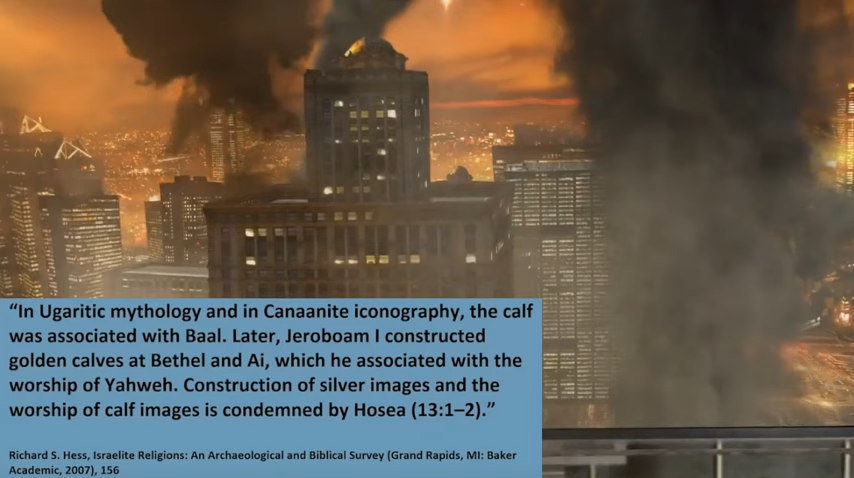 “In Ugaritic mythology and in Canaanite iconography, the calf
was associated with Baal. Later, Jeroboam I constructed
golden calves at Bethel and Ai, which he associated with the
worship of Yahweh. Construction of silver images and the
worship of calf images is condemned by Hosea (13:1–2).”
Richard S. Hess, Israelite Religions: An Archaeological and Biblical Survey (Grand Rapids, MI: Baker
Academic, 2007), 156